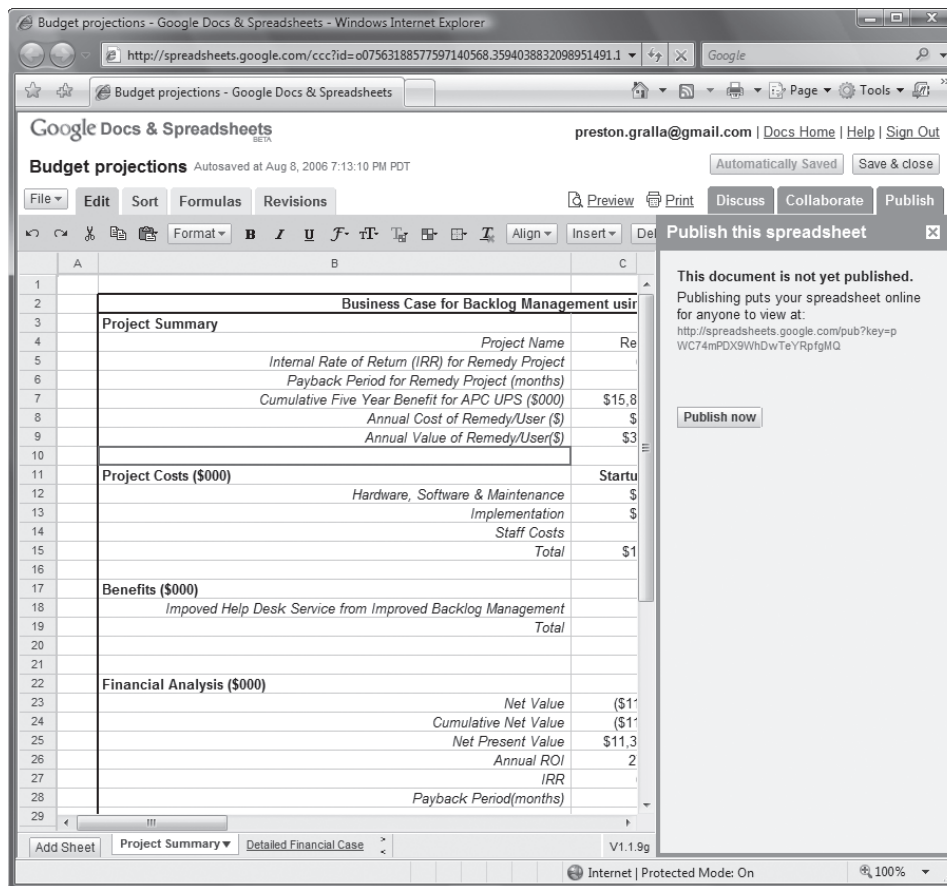 Budget projections - Google Docs & Spreadsheets - Windows Internet Explorer
http://spreadsheets.google.com/ccc?id=o07563188577597140568.3594038832098951491.1
Google
Budget projections - Google Docs & Spreadsheets
Page
Tools
Google Docs & Spreadsheets
BETA
preston.gralla@gmail.com | Docs Home | Help | Sign Out
Budget projections Autosaved at Aug 8, 2006 7:13:10 PM PDT
Automatically Saved Save & close
File Edit Sort Formulas Revisions Preview Print Discuss Collaborate Publish
Format B I U Align Insert Del
Publish this spreadsheet
This document is not yet published.
Publishing puts your spreadsheet online
for anyone to view at:
http://spreadsheets.google.com/pub?key=p
WC74mPDX9WhDwTeYRpfgMQ
Publish now
A B C
1
2 Business Case for Backlog Management usin
3 Project Summary
4 Project Name Re
5 Internal Rate of Return (IRR) for Remedy Project
6 Payback Period for Remedy Project (months)
7 Cumulative Five Year Benefit for APC UPS ($000) $15,8
8 Annual Cost of Remedy/User ($) $
9 Annual Value of Remedy/User($) $3
10
11 Project Costs ($000) Startu
12 Hardware, Software & Maintenance $
13 Implementation $
14 Staff Costs
15 Total $1
16
17 Benefits ($000)
18 Impoved Help Desk Service from Improved Backlog Management
19 Total
20
21
22 Financial Analysis ($000)
23 Net Value ($11
24 Cumulative Net Value ($11
25 Net Present Value $11,3
26 Annual ROI 2
27 IRR
28 Payback Period(months)
29
Add Sheet Project Summary Detailed Financial Case V1.1.9g
Internet | Protected Mode: On 100%